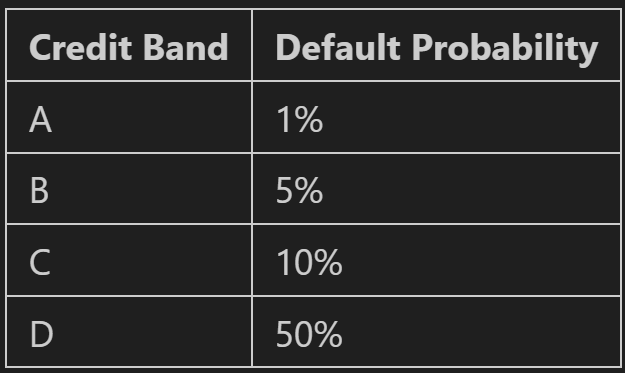 Credit Band Default Probability
A 1%
B 5%
C 10%
D 50%